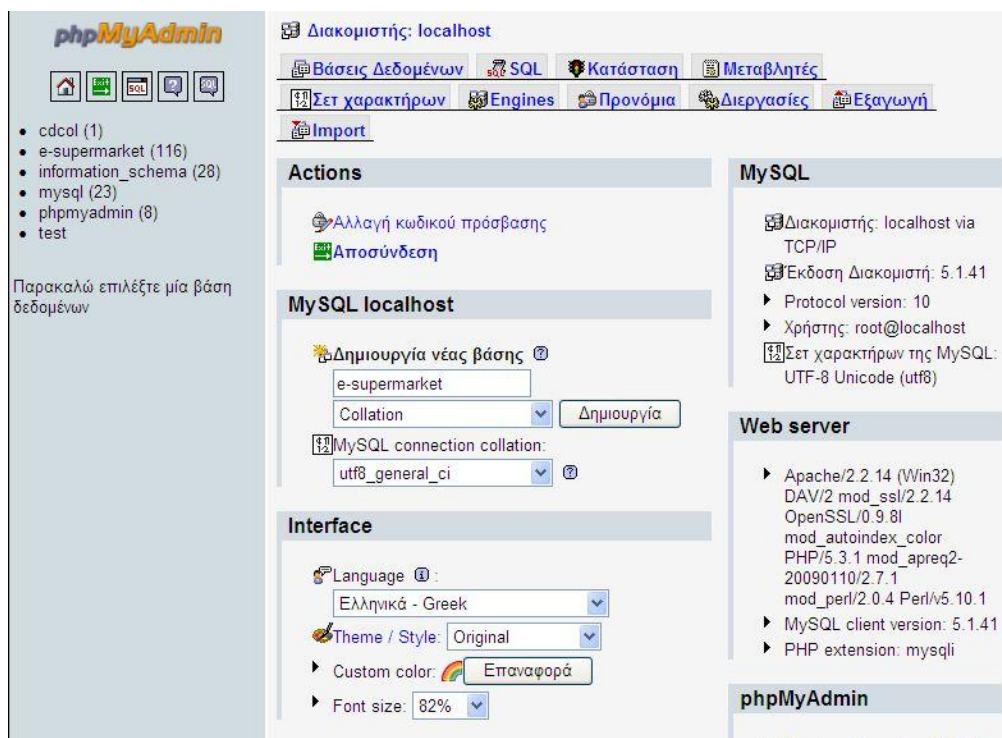 phpMyAdmin
SQL
SQL
cdcol (1)
e-supermarket (116)
information_schema (28)
mysql (23)
phpmyadmin (8)
test
Παρακαλώ επιλέξτε μία βάση
δεδομένων
Διακομιστής: localhost
Βάσεις Δεδομένων SQL Κατάσταση Μεταβλητές
Σετ χαρακτήρων Engines Προνόμια Διεργασίες Εξαγωγή
Import
Actions
Αλλαγή κωδικού πρόσβασης
Αποσύνδεση
MySQL localhost
Δημιουργία νέας βάσης
e-supermarket
Collation Δημιουργία
MySQL connection collation:
utf8_general_ci
Interface
Language :
Ελληνικά - Greek
Theme / Style: Original
Custom color: Επαναφορά
Font size: 82%
MySQL
Διακομιστής: localhost via
TCP/IP
Έκδοση Διακομιστή: 5.1.41
Protocol version: 10
Χρήστης: root@localhost
Σετ χαρακτήρων της MySQL:
UTF-8 Unicode (utf8)
Web server
Apache/2.2.14 (Win32)
DAV/2 mod_ssl/2.2.14
OpenSSL/0.9.8l
mod_autoindex_color
PHP/5.3.1 mod_apreq2-
20090110/2.7.1
mod_perl/2.0.4 Perl/v5.10.1
MySQL client version: 5.1.41
PHP extension: mysqli
phpMyAdmin